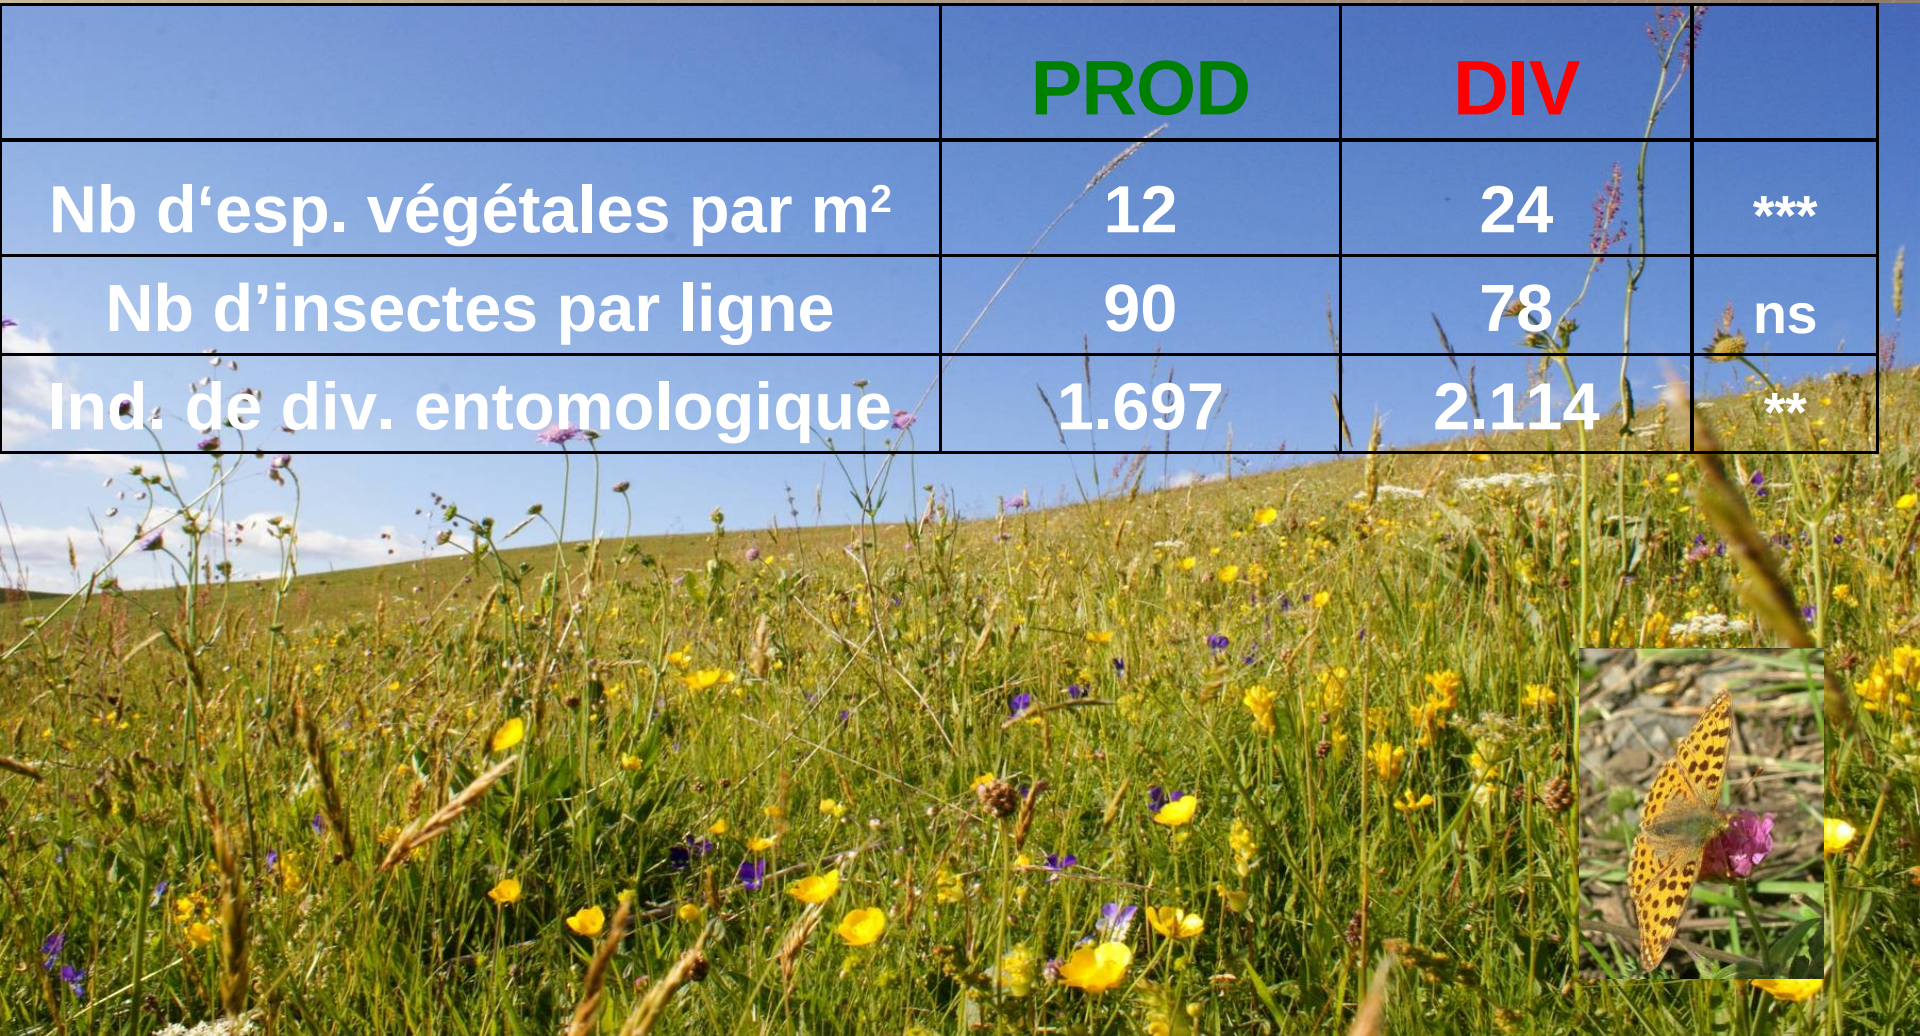 PROD DIV
Nb d‘esp. végétales par m² 12 24 ***
Nb d’insectes par ligne 90 78 ns
Ind. de div. entomologique 1.697 2.114 **